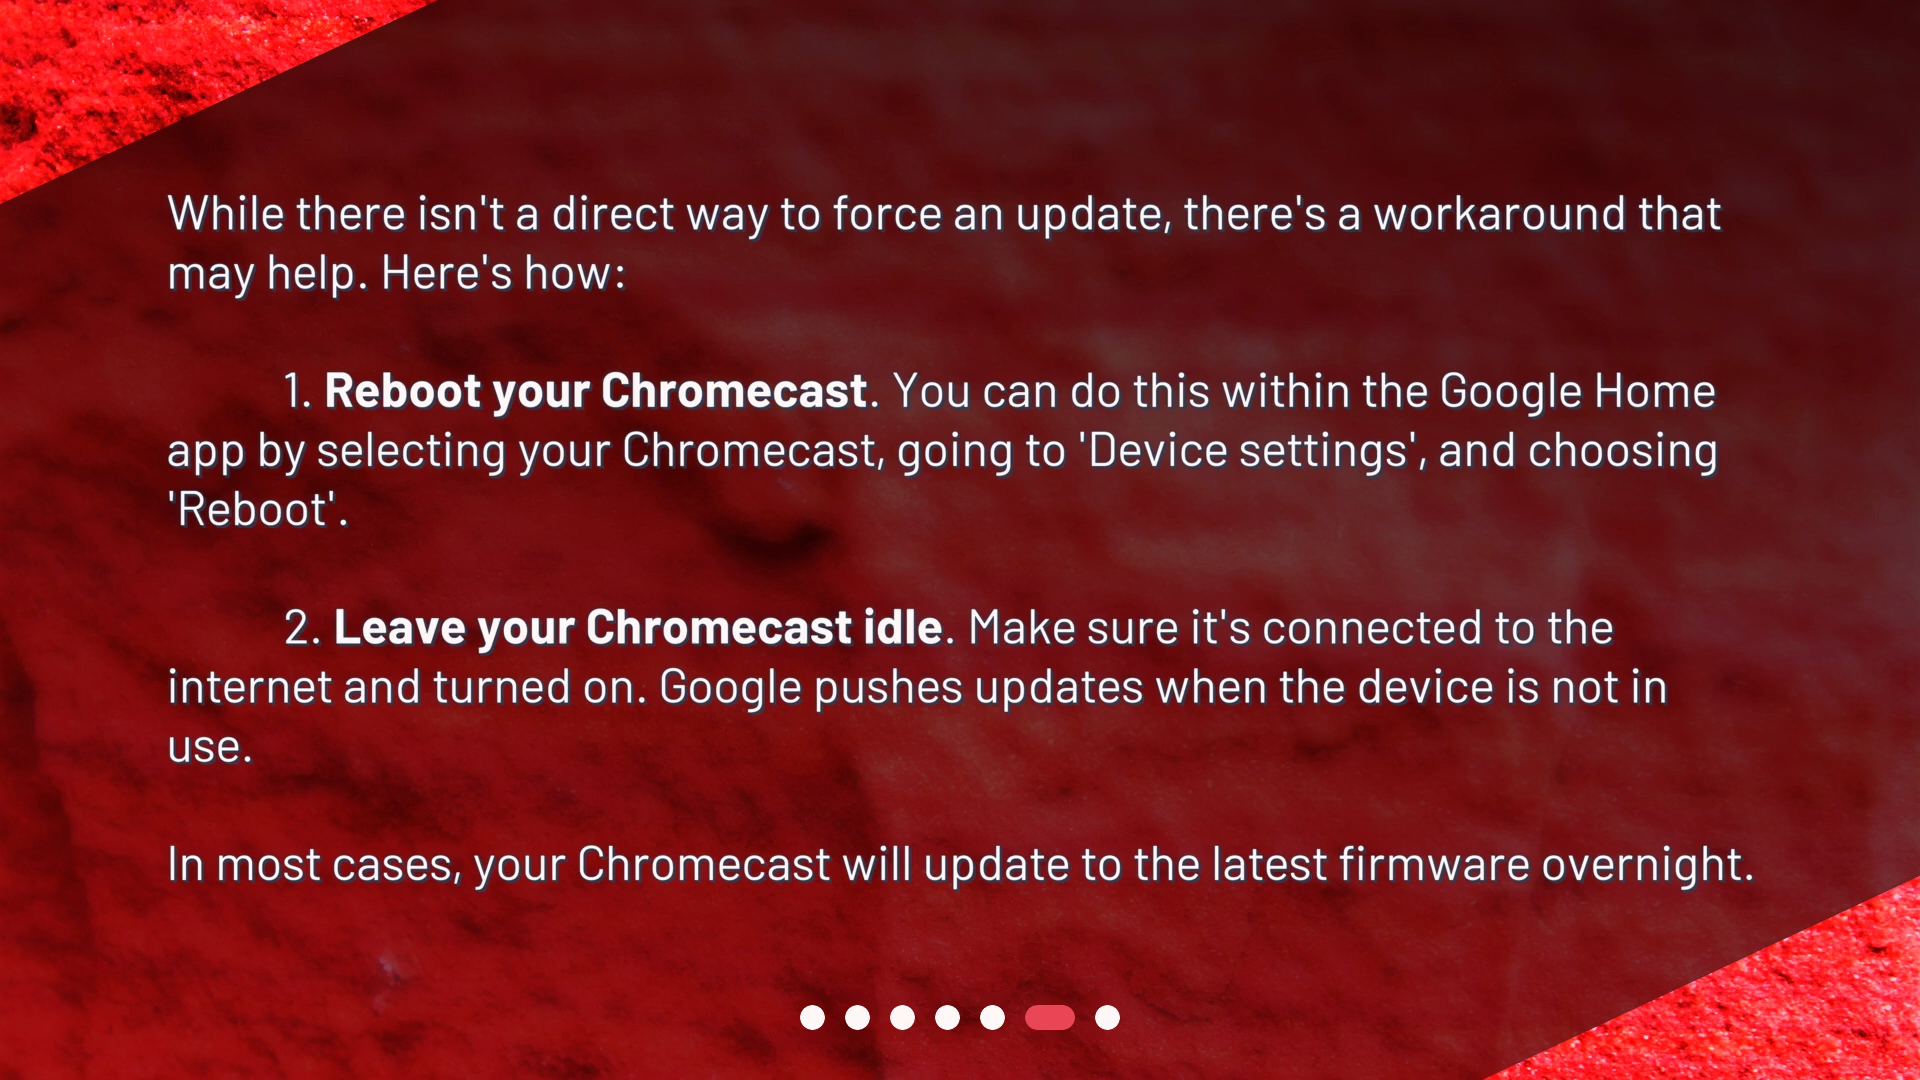 While there isn't a direct way to force an update, there's a workaround that
may help. Here's how:
1. Reboot your Chromecast. You can do this within the Google Home
app by selecting your Chromecast, going to 'Device settings', and choosing
'Reboot'.
2. Leave your Chromecast idle. Make sure it's connected to the
internet and turned on. Google pushes updates when the device is not in
use.
In most cases, your Chromecast will update to the latest firmware overnight.